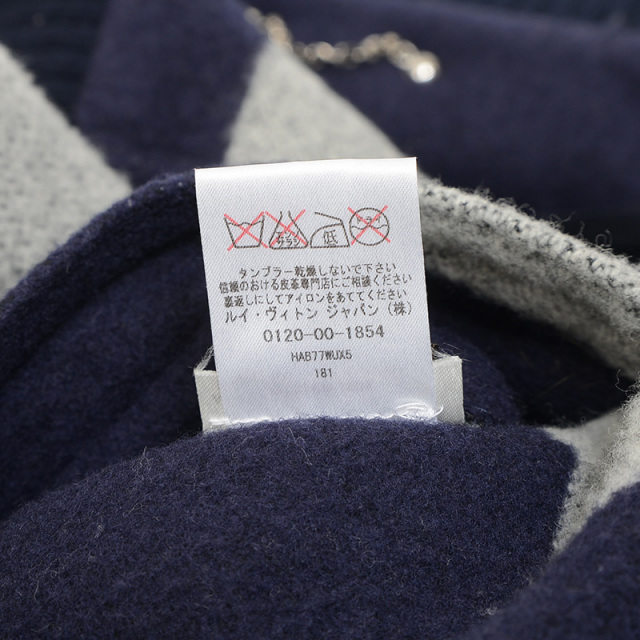 低
タンブラー乾燥しないで下さい
信頼のおける皮革専門店にご相談ください
裏返しにしてアイロンをあててください
ルイ・ヴィトン ジャパン (株)
0120-00-1854
HAB77WUX5
181